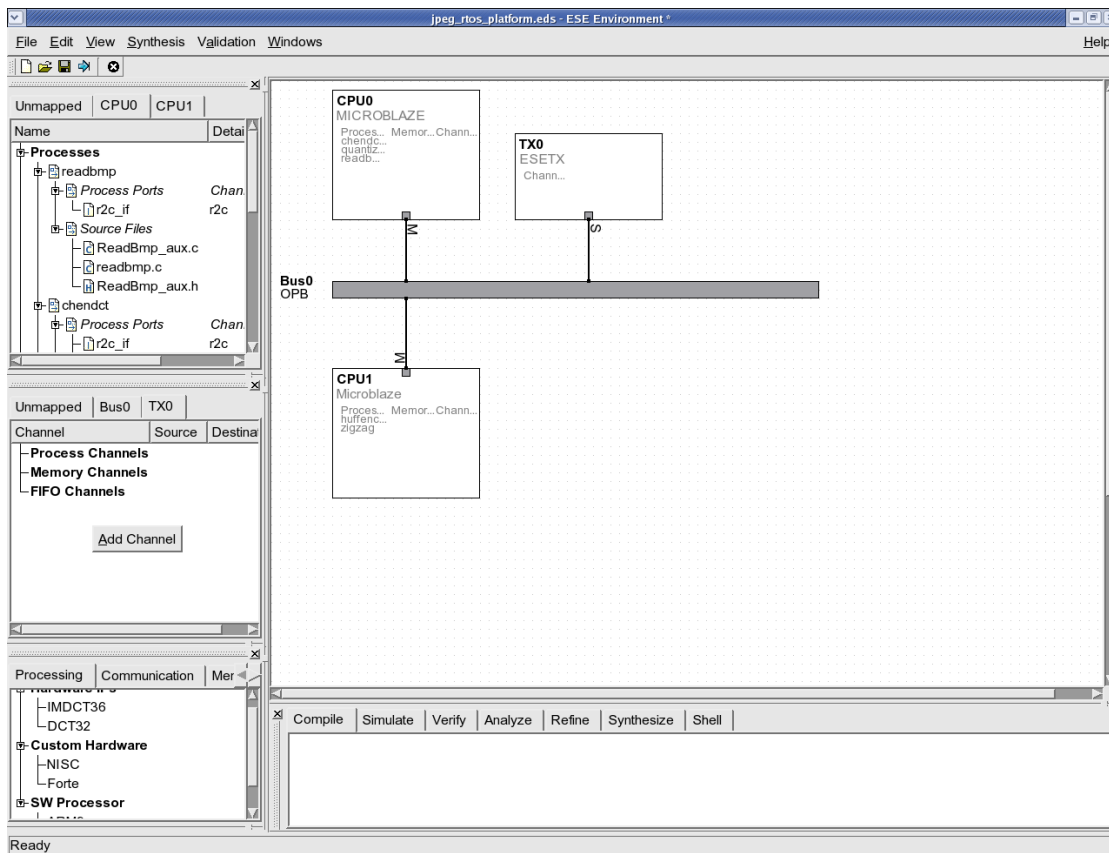 jpeg_rtos_platform.eds - ESE Environment *
File Edit View Synthesis Validation Windows Help
Unmapped CPU0 CPU1
Name Detai
Processes
readbmp
Process Ports Chan
r2c_if r2c
Source Files
ReadBmp_aux.c
readbmp.c
ReadBmp_aux.h
chendct
Process Ports Chan
r2c_if r2c
Unmapped Bus0 TX0
Channel Source Destina
Process Channels
Memory Channels
FIFO Channels
Add Channel
Processing Communication Mer
IMDCT36
DCT32
Custom Hardware
NISC
Forte
SW Processor
Ready
CPU0
MICROBLAZE
Proces... Memor... Chann...
chendc...
quantiz...
readb...
M
TX0
ESETX
Chann...
S
Bus0
OPB
M
CPU1
Microblaze
Proces... Memor... Chann...
huffenc...
zigzag
Compile Simulate Verify Analyze Refine Synthesize Shell